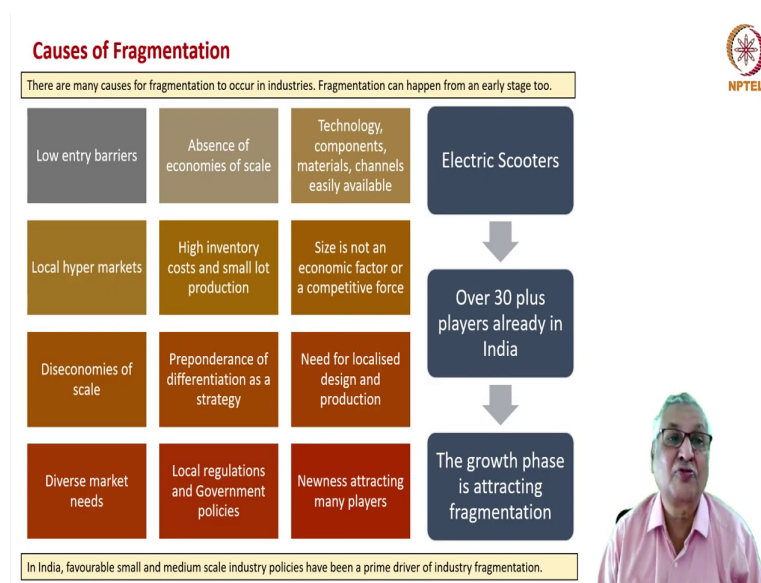 Causes of Fragmentation
NPTEL
There are many causes for fragmentation to occur in industries. Fragmentation can happen from an early stage too.
Low entry barriers
Absence of
economies of scale
Technology,
components,
materials, channels
easily available
Electric Scooters
Local hyper markets
High inventory
costs and small lot
production
Size is not an
economic factor or
a competitive force
Over 30 plus
players already in
India
Diseconomies of
scale
Preponderance of
differentiation as a
strategy
Need for localised
design and
production
Diverse market
needs
Local regulations
and Government
policies
Newness attracting
many players
The growth phase
is attracting
fragmentation
In India, favourable small and medium scale industry policies have been a prime driver of industry fragmentation.